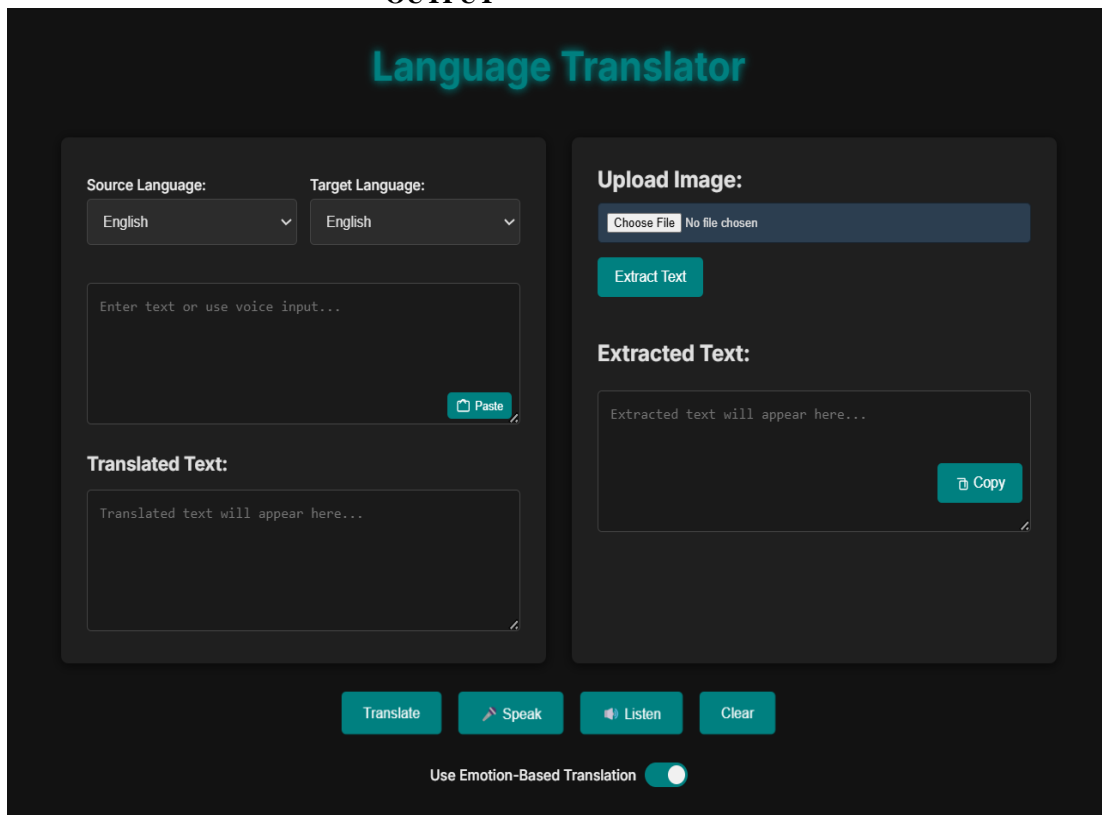 Language Translator
Source Language:
Target Language:
English
English
Enter text or use voice input...
Paste
Translated Text:
Translated text will appear here...
Upload Image:
Choose File No file chosen
Extract Text
Extracted Text:
Extracted text will appear here...
Copy
Translate
Speak
Listen
Clear
Use Emotion-Based Translation